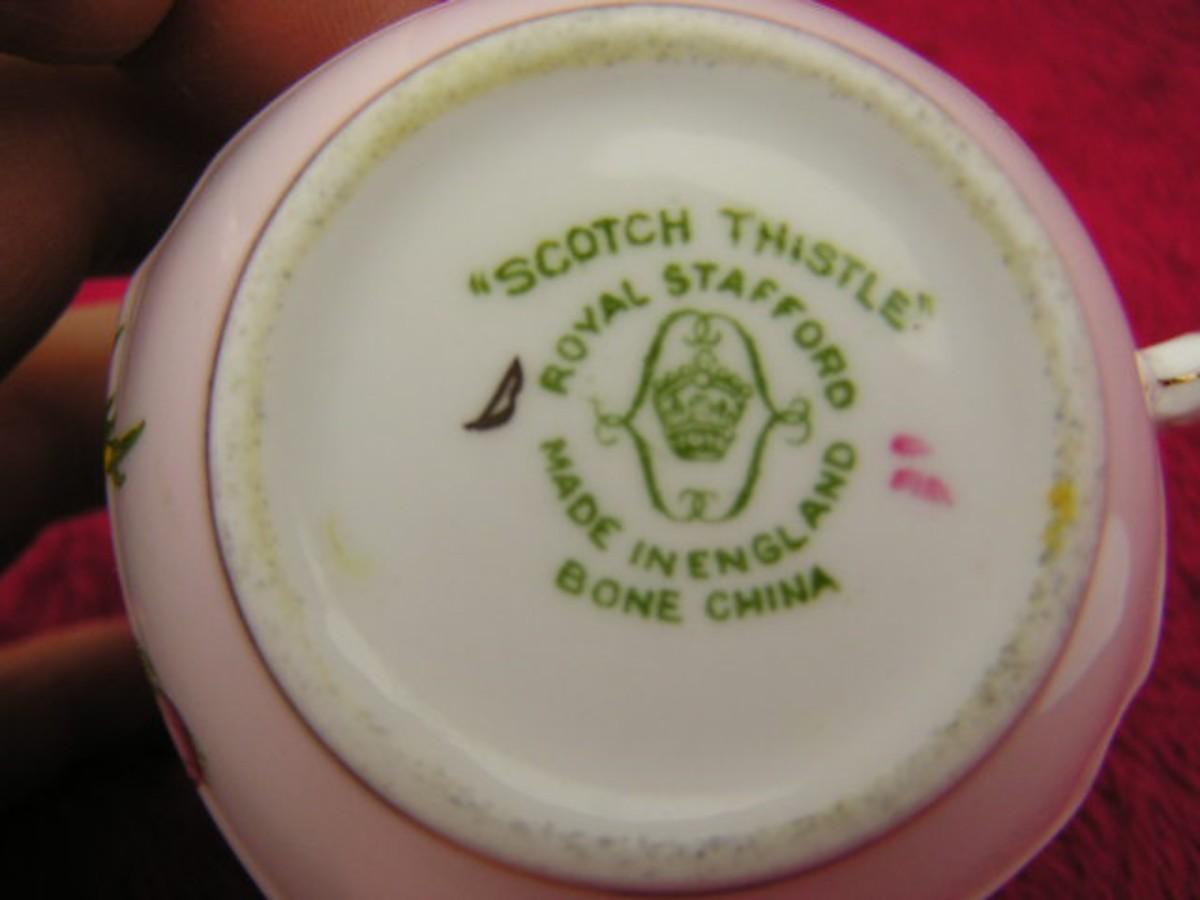 "SCOTCH THISTLE"
ROYAL STAFFORD
MADE IN ENGLAND
BONE CHINA